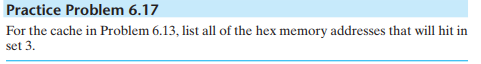 Practice Problem 6.17
For the cache in Problem 6.13, list all of the hex memory addresses that will hit in
set 3.